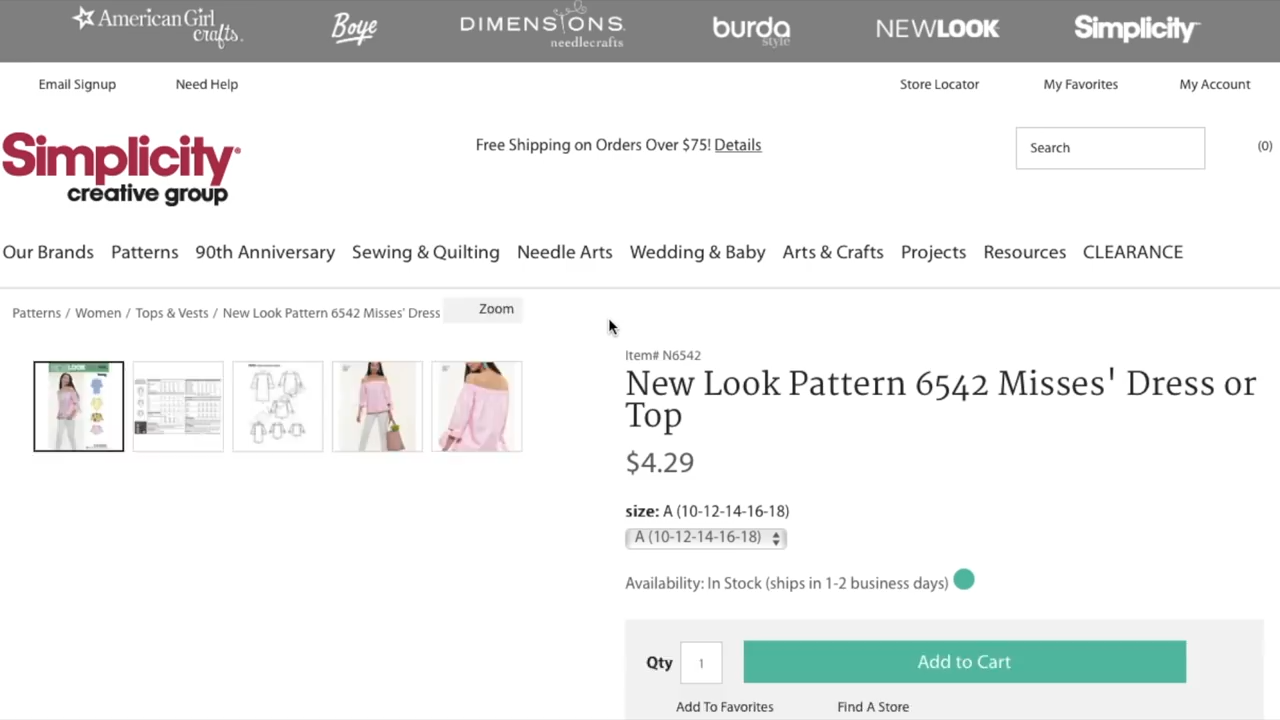 American Girl crafts
Boye
DIMENSIONS needlecrafts
burda style
NEWLOOK
Simplicity
Email Signup
Need Help
Store Locator
My Favorites
My Account
Simplicity
creative group
Free Shipping on Orders Over $75! Details
Search
(0)
Our Brands Patterns 90th Anniversary Sewing & Quilting Needle Arts Wedding & Baby Arts & Crafts Projects Resources CLEARANCE
Patterns / Women / Tops & Vests / New Look Pattern 6542 Misses' Dress
Zoom
Item# N6542
New Look Pattern 6542 Misses' Dress or
Top
$4.29
size: A (10-12-14-16-18)
A (10-12-14-16-18)
Availability: In Stock (ships in 1-2 business days)
Qty 1 Add to Cart
Add To Favorites
Find A Store